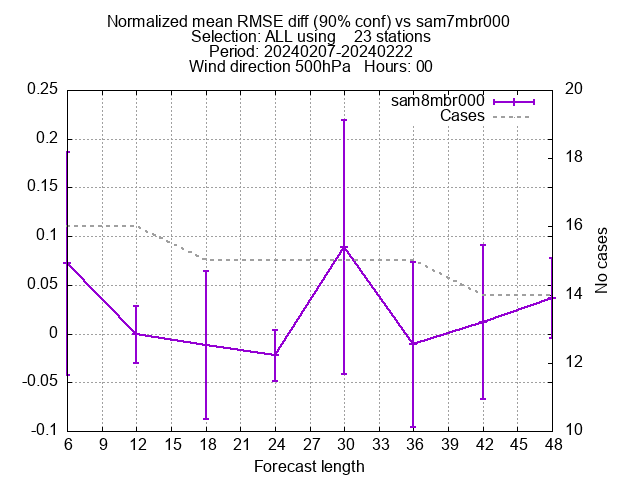 Normalized mean RMSE diff (90% conf) vs sam7mbr000
Selection: ALL using    23 stations
Period: 20240207-20240222
Wind direction 500hPa   Hours: 00
sam8mbr000
Cases
0.25
0.2
0.15
0.1
0.05
0
-0.05
-0.1
20
18
16
14
12
10
No cases
6 9 12 15 18 21 24 27 30 33 36 39 42 45 48
Forecast length